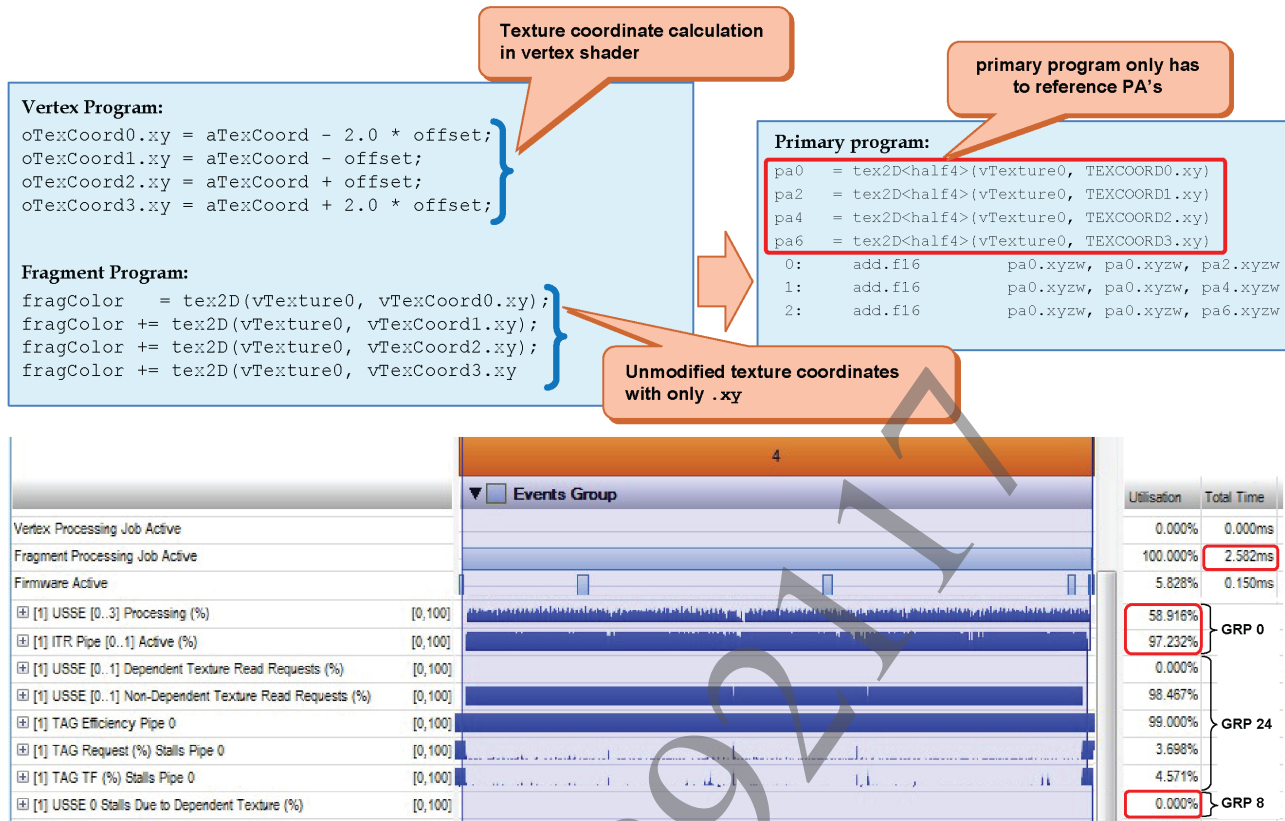 Texture coordinate calculation
in vertex shader
primary program only has
to reference PA's
Vertex Program:
oTexCoord0.xy = aTexCoord - 2.0 * offset;
oTexCoord1.xy = aTexCoord - offset;
oTexCoord2.xy = aTexCoord + offset;
oTexCoord3.xy = aTexCoord + 2.0 * offset;
Fragment Program:
fragColor = tex2D(vTexture0, vTexCoord0.xy);
fragColor += tex2D(vTexture0, vTexCoord1.xy);
fragColor += tex2D(vTexture0, vTexCoord2.xy);
fragColor += tex2D(vTexture0, vTexCoord3.xy
Primary program:
pa0 = tex2D<half4>(vTexture0, TEXCOORD0.xy)
pa2 = tex2D<half4>(vTexture0, TEXCOORD1.xy)
pa4 = tex2D<half4>(vTexture0, TEXCOORD2.xy)
pa6 = tex2D<half4>(vTexture0, TEXCOORD3.xy)
0: add.f16 pa0.xyzw, pa0.xyzw, pa2.xyzw
1: add.f16 pa0.xyzw, pa0.xyzw, pa4.xyzw
2: add.f16 pa0.xyzw, pa0.xyzw, pa6.xyzw
Unmodified texture coordinates
with only .xy
4
Events Group Utilisation Total Time
Vertex Processing Job Active 0.000% 0.000ms
Fragment Processing Job Active 100.000% 2.582ms
Firmware Active 5.828% 0.150ms
[1] USSE [0..3] Processing (%) [0,100] 58.916%
GRP 0
[1] ITR Pipe [0..1] Active (%) [0,100] 97.232%
[1] USSE [0..1] Dependent Texture Read Requests (%) [0,100] 0.000%
[1] USSE [0..1] Non-Dependent Texture Read Requests (%) [0,100] 98.467%
[1] TAG Efficiency Pipe 0 [0,100] 99.000% GRP 24
[1] TAG Request (%) Stalls Pipe 0 [0,100] 3.698%
[1] TAG TF (%) Stalls Pipe 0 [0,100] 4.571%
[1] USSE 0 Stalls Due to Dependent Texture (%) [0,100] 0.000% GRP 8
9217